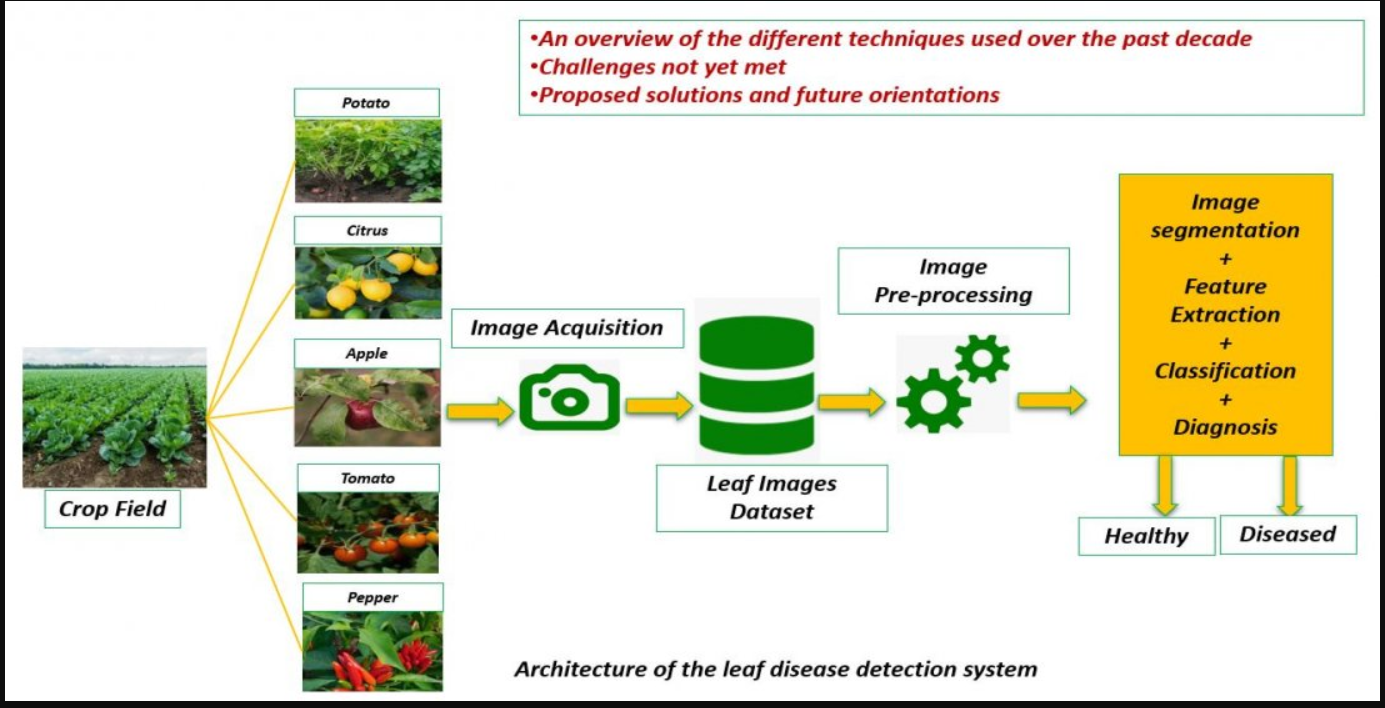 •An overview of the different techniques used over the past decade
•Challenges not yet met
•Proposed solutions and future orientations
Potato
Citrus
Apple
Tomato
Pepper
Crop Field
Image Acquisition
Leaf Images
Dataset
Image
Pre-processing
Image
segmentation
+
Feature
Extraction
+
Classification
+
Diagnosis
Healthy
Diseased
Architecture of the leaf disease detection system